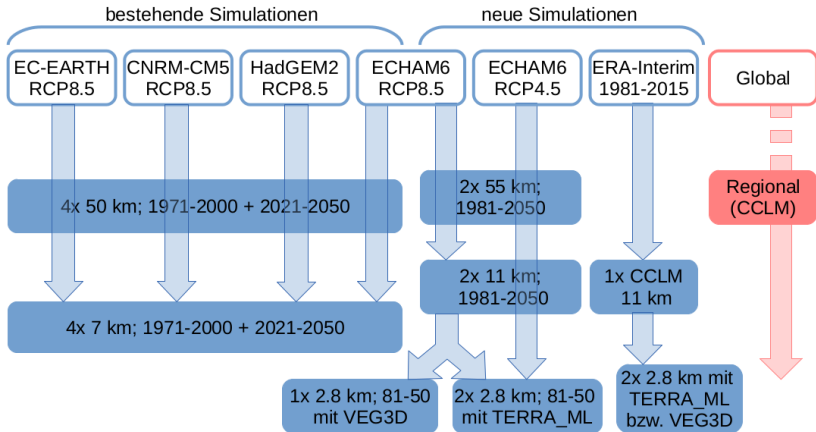 bestehende Simulationen
neue Simulationen
EC-EARTH
RCP8.5
CNRM-CM5
RCP8.5
HadGEM2
RCP8.5
ECHAM6
RCP8.5
ECHAM6
RCP4.5
ERA-Interim
1981-2015
Global
4x 50 km; 1971-2000 + 2021-2050
2x 55 km;
1981-2050
Regional
(CCLM)
2x 11 km;
1981-2050
1x CCLM
11 km
4x 7 km; 1971-2000 + 2021-2050
1x 2.8 km; 81-50
mit VEG3D
2x 2.8 km; 81-50
mit TERRA_ML
2x 2.8 km mit
TERRA_ML
bzw. VEG3D